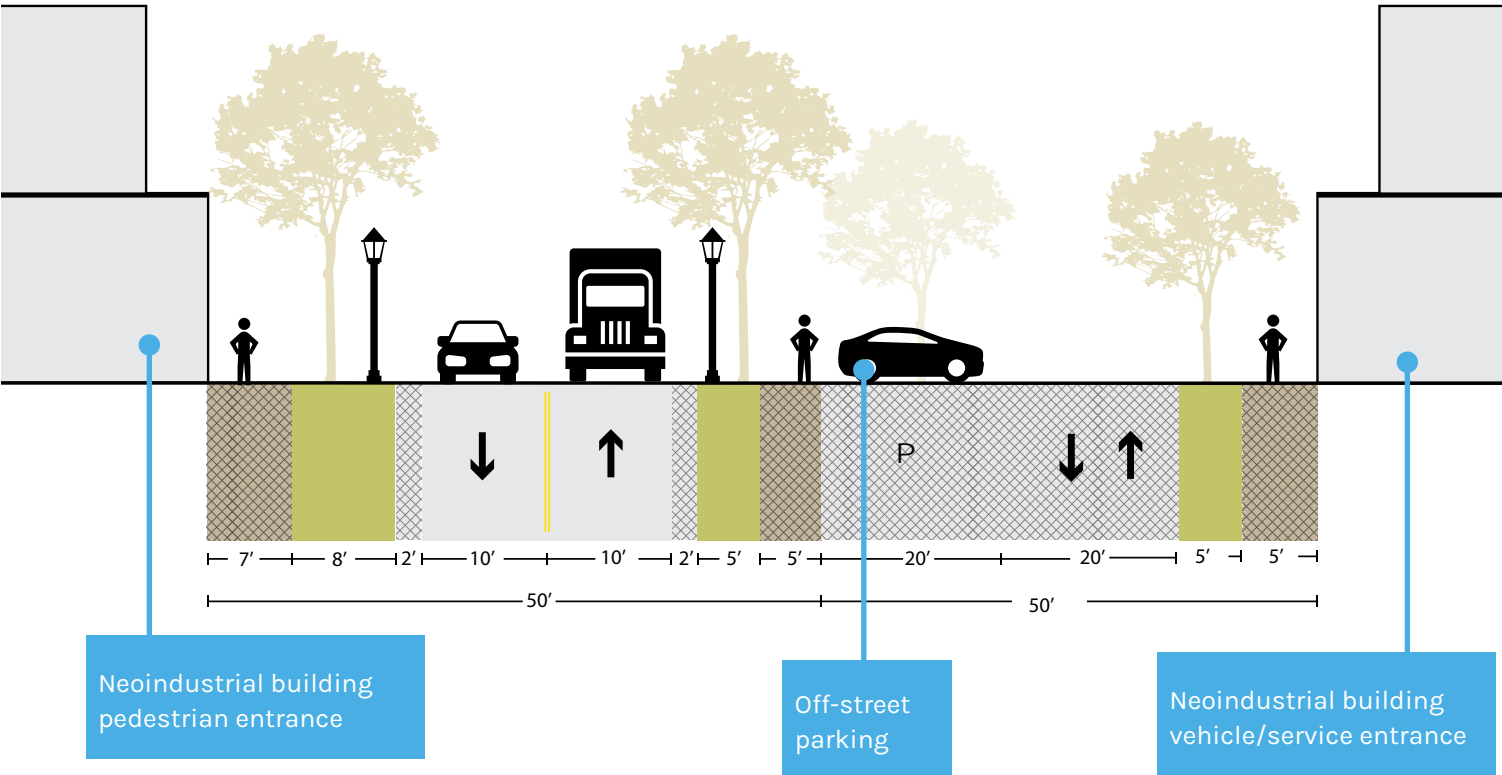 P
7’
8’
2’
10’
10’
2’
5’
5’
20’
20’
5’
5’
50’
50’
Neoindustrial building
pedestrian entrance
Off-street
parking
Neoindustrial building
vehicle/service entrance